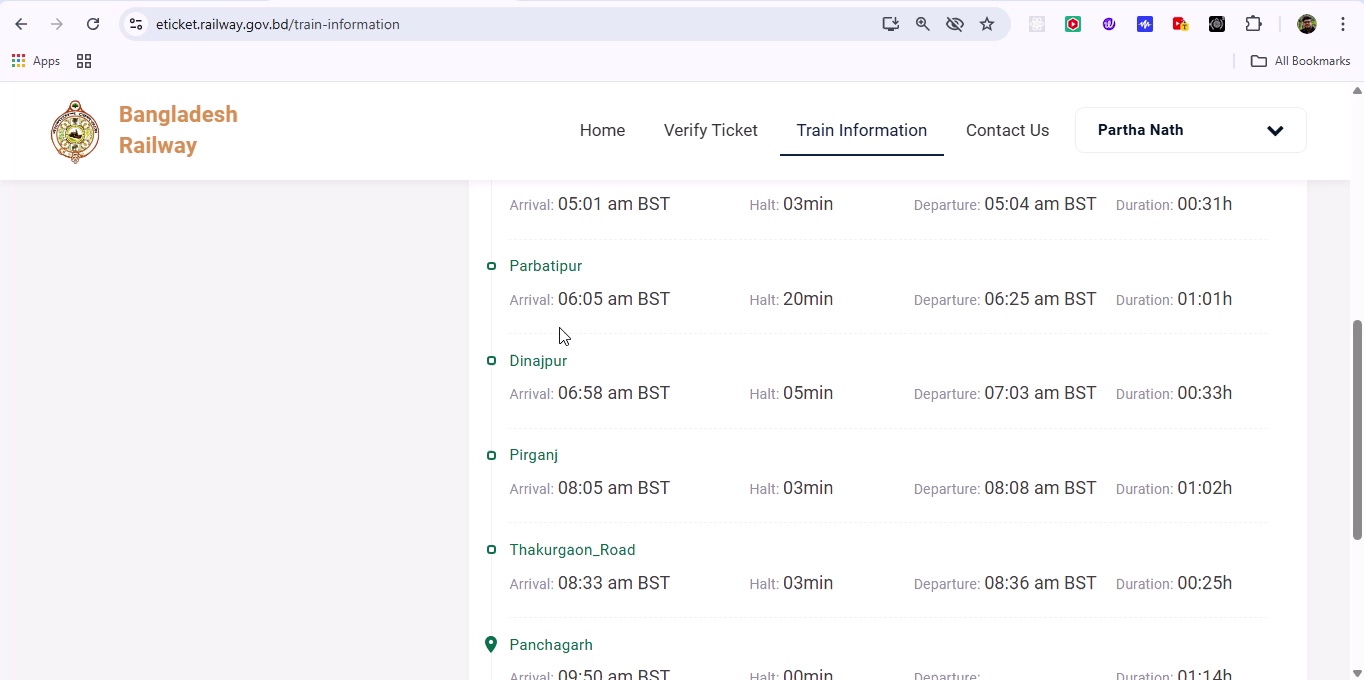 eticket.railway.gov.bd/train-information
Apps
All Bookmarks
Bangladesh
Railway
Home
Verify Ticket
Train Information
Contact Us
Partha Nath
Arrival: 05:01 am BST Halt: 03min Departure: 05:04 am BST Duration: 00:31h
Parbatipur
Arrival: 06:05 am BST Halt: 20min Departure: 06:25 am BST Duration: 01:01h
Dinajpur
Arrival: 06:58 am BST Halt: 05min Departure: 07:03 am BST Duration: 00:33h
Pirganj
Arrival: 08:05 am BST Halt: 03min Departure: 08:08 am BST Duration: 01:02h
Thakurgaon_Road
Arrival: 08:33 am BST Halt: 03min Departure: 08:36 am BST Duration: 00:25h
Panchagarh
Arrival: 09:50 am BST Halt: 00min Departure: Duration: 01:14h